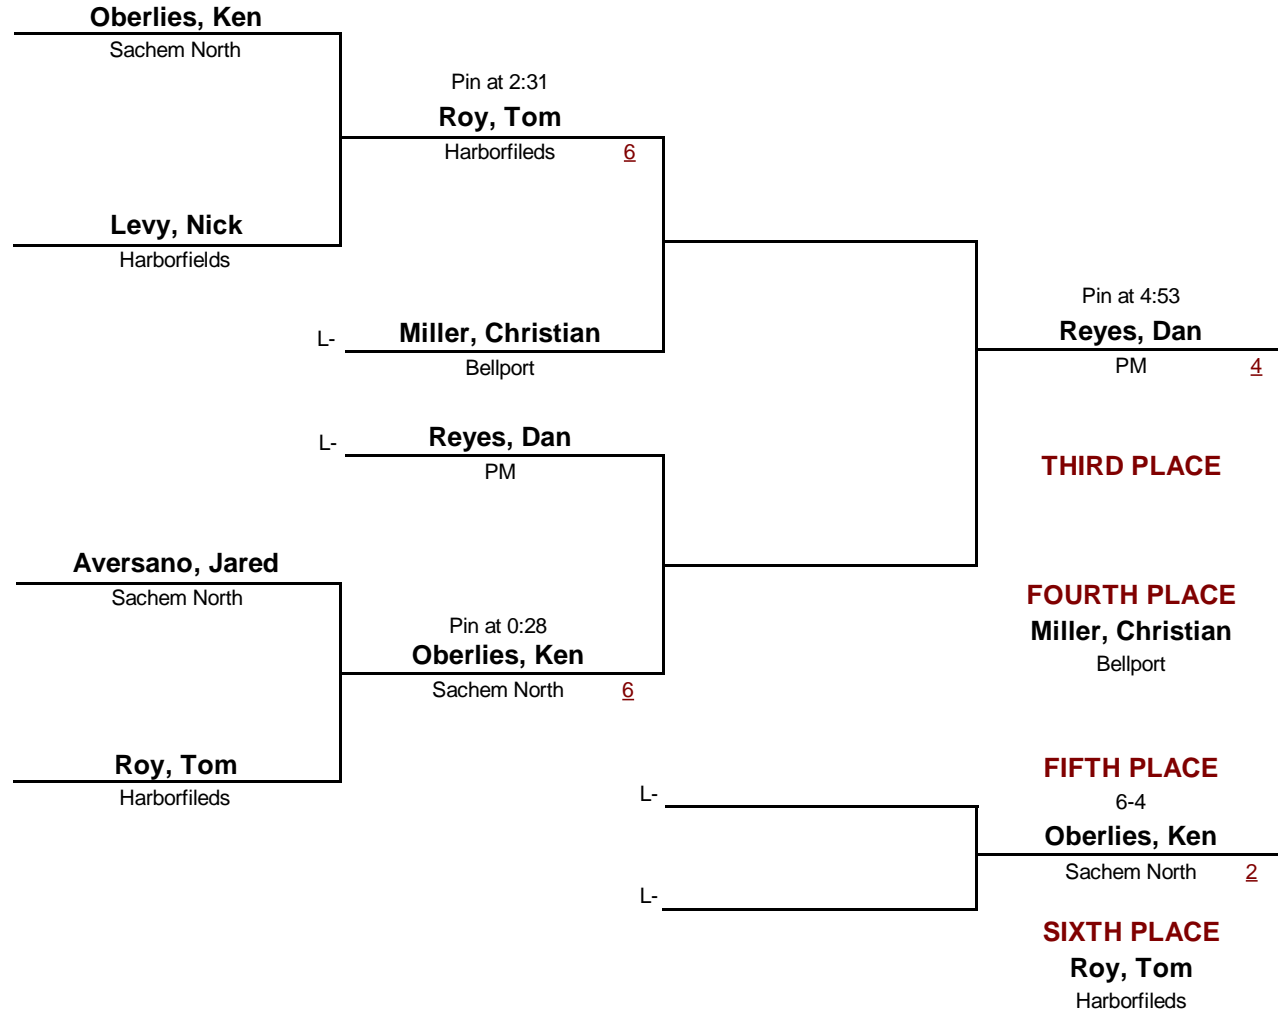 Oberlies, Ken
Sachem North
Pin at 2:31
Roy, Tom
Harborfileds 6
Levy, Nick
Harborfields
Pin at 4:53
L- Miller, Christian
Bellport
Reyes, Dan
PM 4
L- Reyes, Dan
PM
THIRD PLACE
Aversano, Jared
Sachem North
FOURTH PLACE
Miller, Christian
Bellport
Pin at 0:28
Oberlies, Ken
Sachem North 6
Roy, Tom
Harborfileds
FIFTH PLACE
L-
6-4
Oberlies, Ken
Sachem North 2
L-
SIXTH PLACE
Roy, Tom
Harborfileds